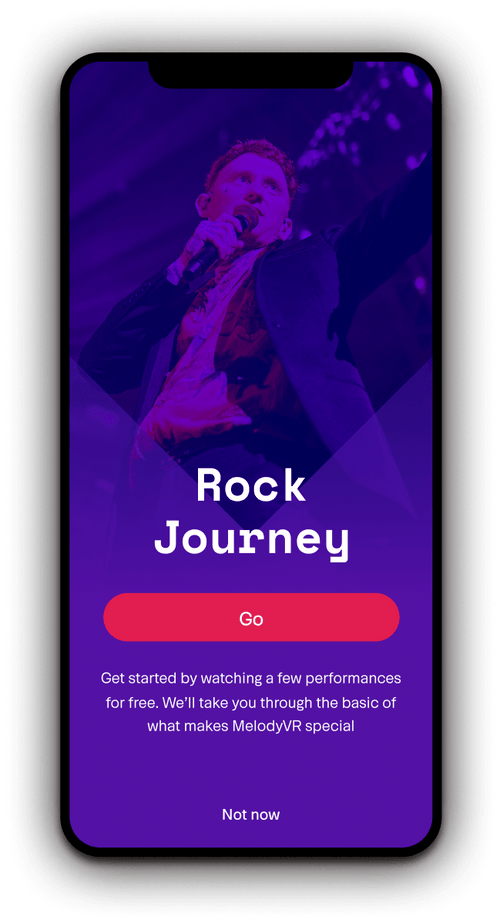 Rock
Journey
Go
Get started by watching a few performances
for free. We’ll take you through the basic of
what makes MelodyVR special
Not now